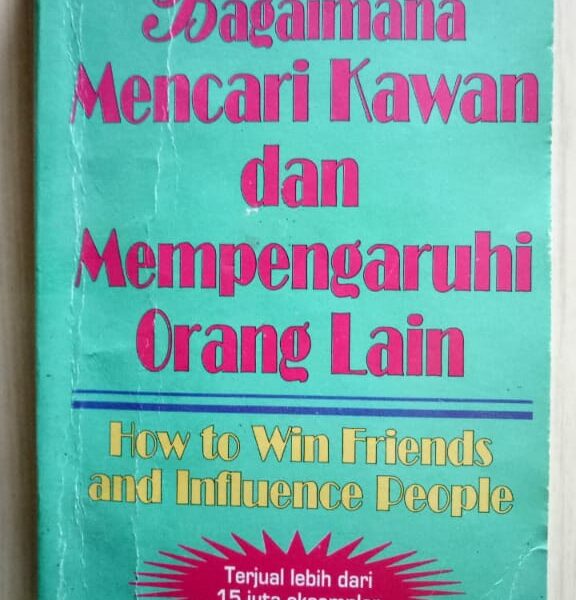 Bagaimana
Mencari Kawan
dan
Mempengaruhi
Orang Lain
How to Win Friends
and Influence People
Terjual lebih dari
15 juta eksemplar